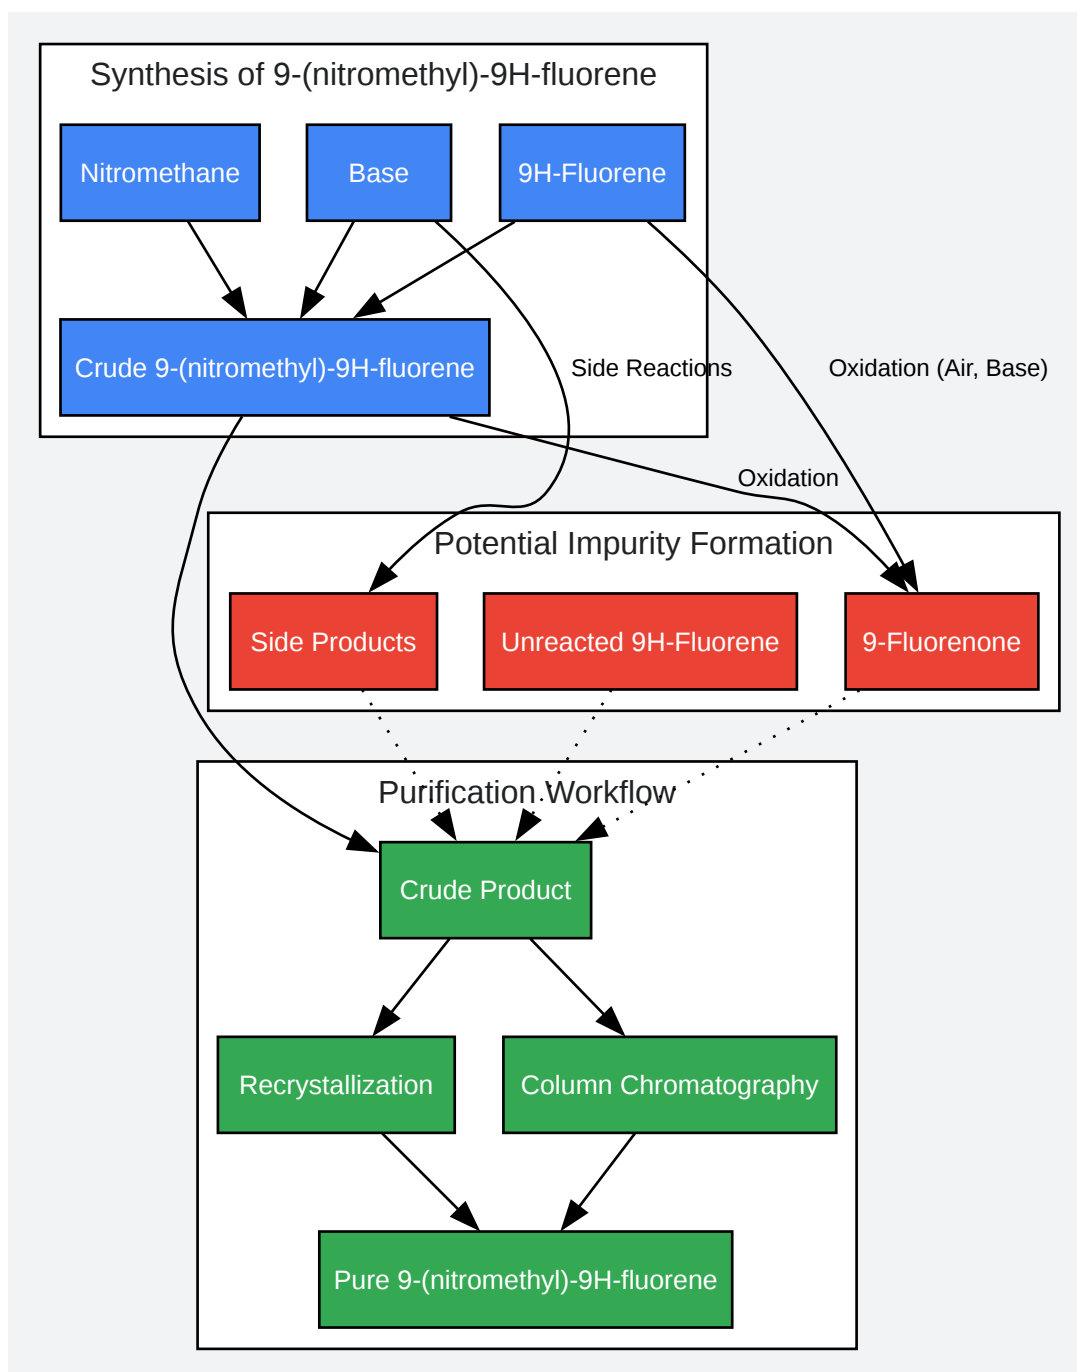 Synthesis of 9-(nitromethyl)-9H-fluorene
Nitromethane
Base
9H-Fluorene
Crude 9-(nitromethyl)-9H-fluorene
Side Reactions
Oxidation (Air, Base)
Oxidation
Potential Impurity Formation
Side Products
Unreacted 9H-Fluorene
9-Fluorenone
Purification Workflow
Crude Product
Recrystallization
Column Chromatography
Pure 9-(nitromethyl)-9H-fluorene